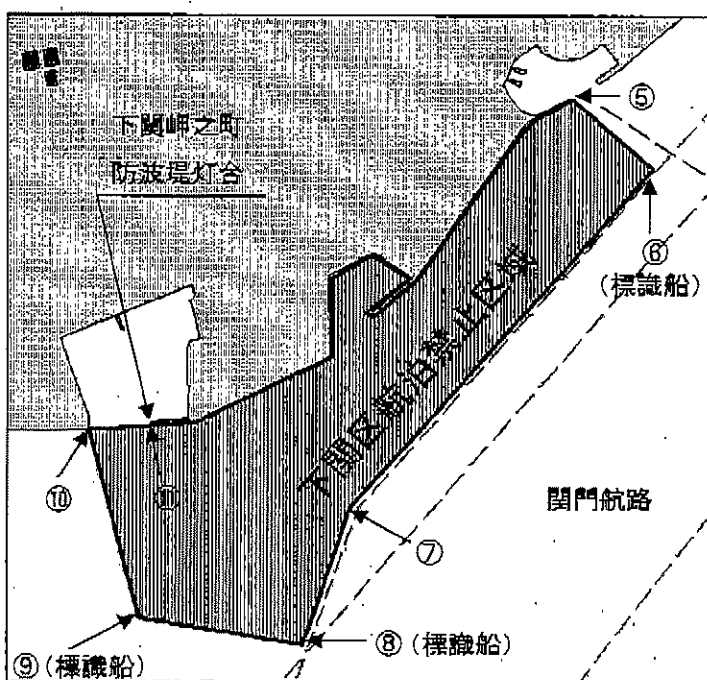 ⑤
下関岬之町
防波堤灯台
⑥
(標識船)
下関区航泊禁止区域
関門航路
⑩
⑪
⑦
⑧(標識船)
⑨(標識船)